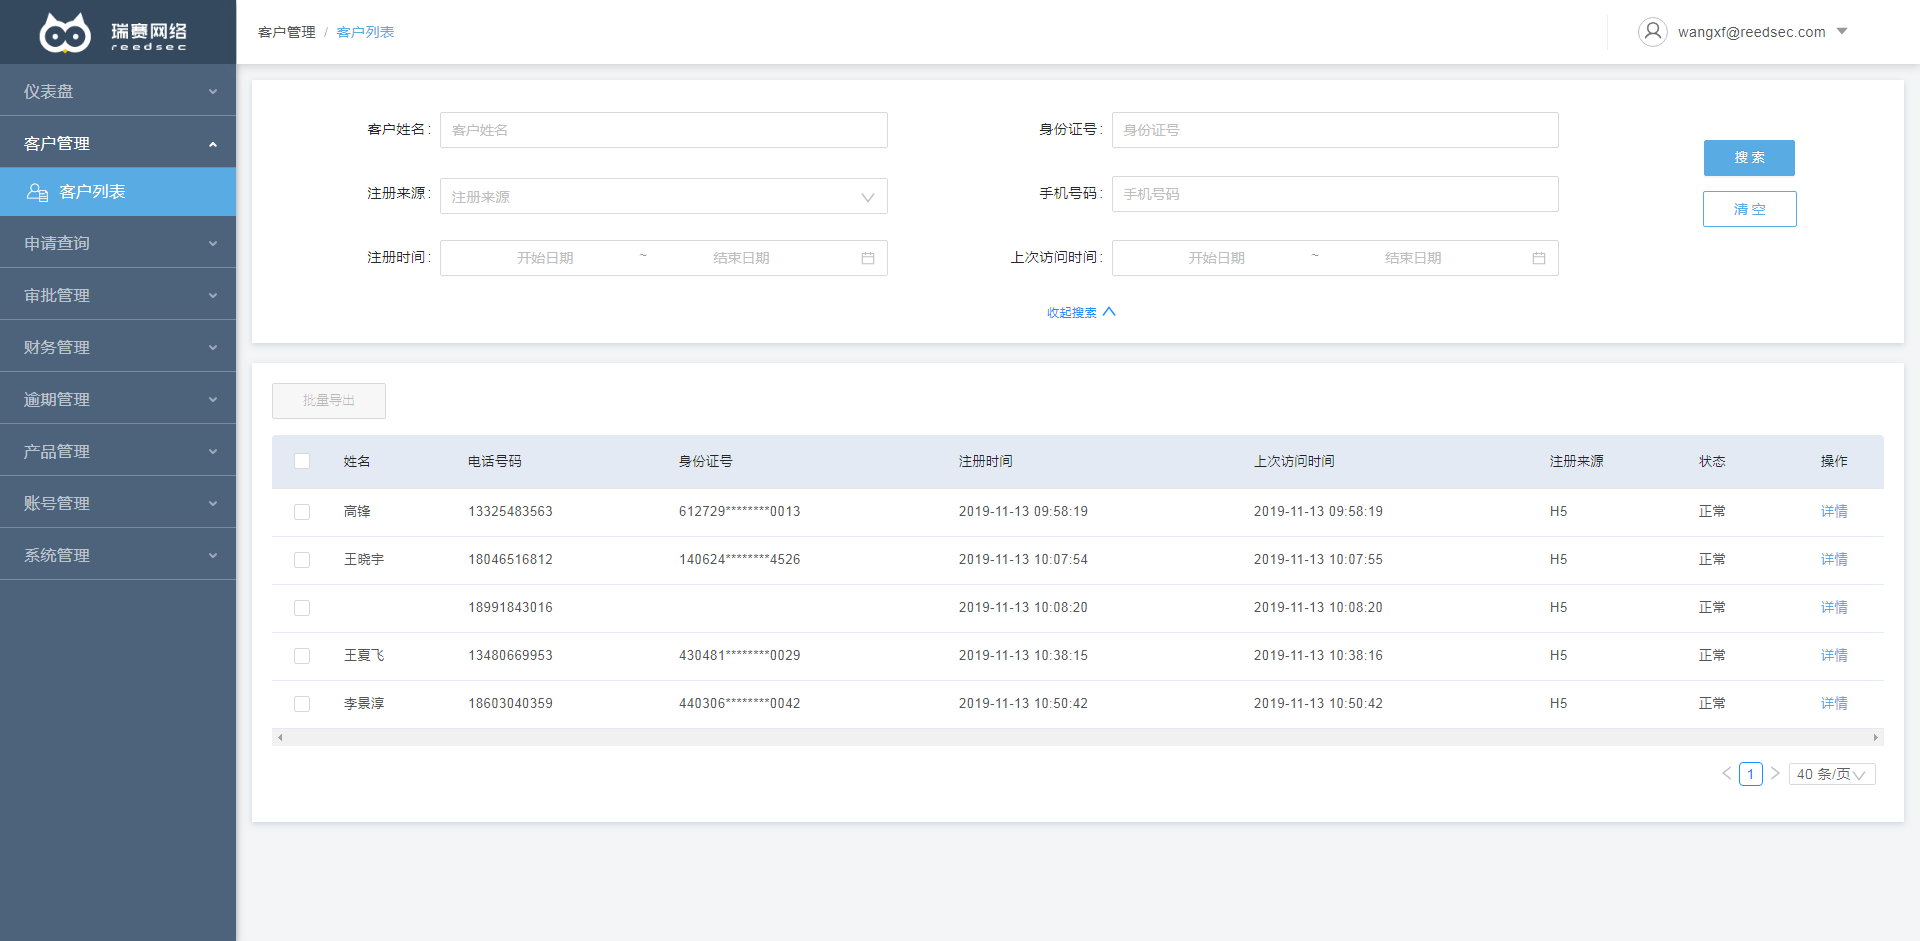 瑞赛网络
reedsec
客户管理 / 客户列表
wangxf@reedsec.com
仪表盘
客户管理
客户列表
申请查询
审批管理
财务管理
逾期管理
产品管理
账号管理
系统管理
客户姓名: 客户姓名
身份证号: 身份证号
搜 索
注册来源: 注册来源
手机号码: 手机号码
清 空
注册时间: 开始日期 ~ 结束日期
上次访问时间: 开始日期 ~ 结束日期
收起搜索
批量导出
姓名 电话号码 身份证号 注册时间 上次访问时间 注册来源 状态 操作
高锋 13325483563 612729********0013 2019-11-13 09:58:19 2019-11-13 09:58:19 H5 正常 详情
王晓宇 18046516812 140624********4526 2019-11-13 10:07:54 2019-11-13 10:07:55 H5 正常 详情
18991843016 2019-11-13 10:08:20 2019-11-13 10:08:20 H5 正常 详情
王夏飞 13480669953 430481********0029 2019-11-13 10:38:15 2019-11-13 10:38:16 H5 正常 详情
李景淳 18603040359 440306********0042 2019-11-13 10:50:42 2019-11-13 10:50:42 H5 正常 详情
1 40 条/页